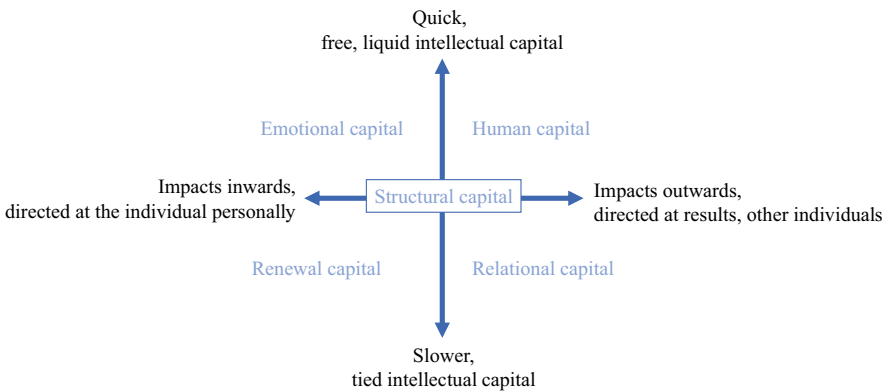 Quick,
free, liquid intellectual capital
Emotional capital
Human capital
Impacts inwards,
directed at the individual personally
Structural capital
Impacts outwards,
directed at results, other individuals
Renewal capital
Relational capital
Slower,
tied intellectual capital